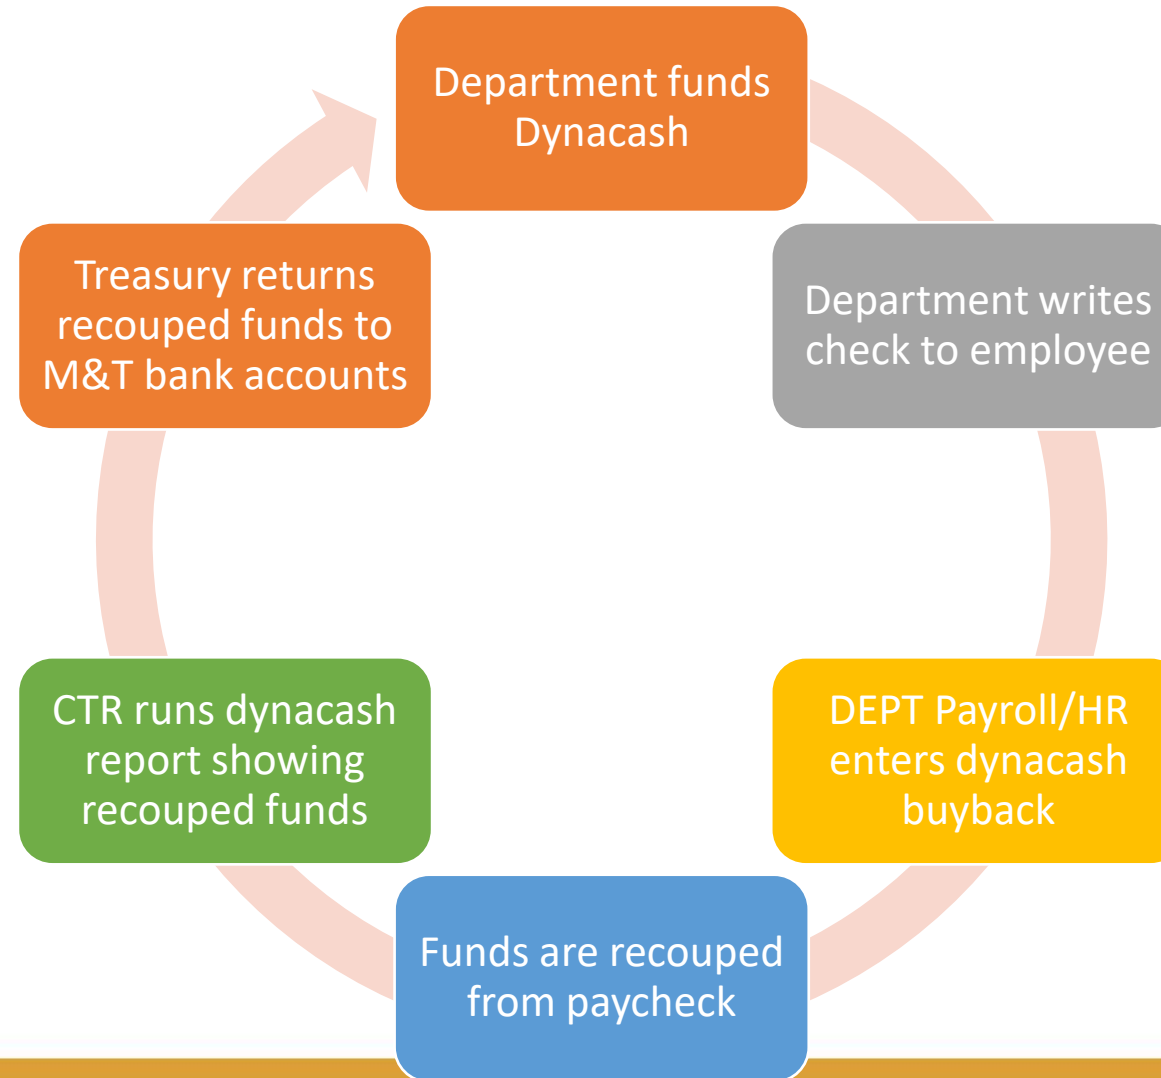 Department funds
Dynacash
Department writes
check to employee
DEPT Payroll/HR
enters dynacash
buyback
Funds are recouped
from paycheck
CTR runs dynacash
report showing
recouped funds
Treasury returns
recouped funds to
M&T bank accounts